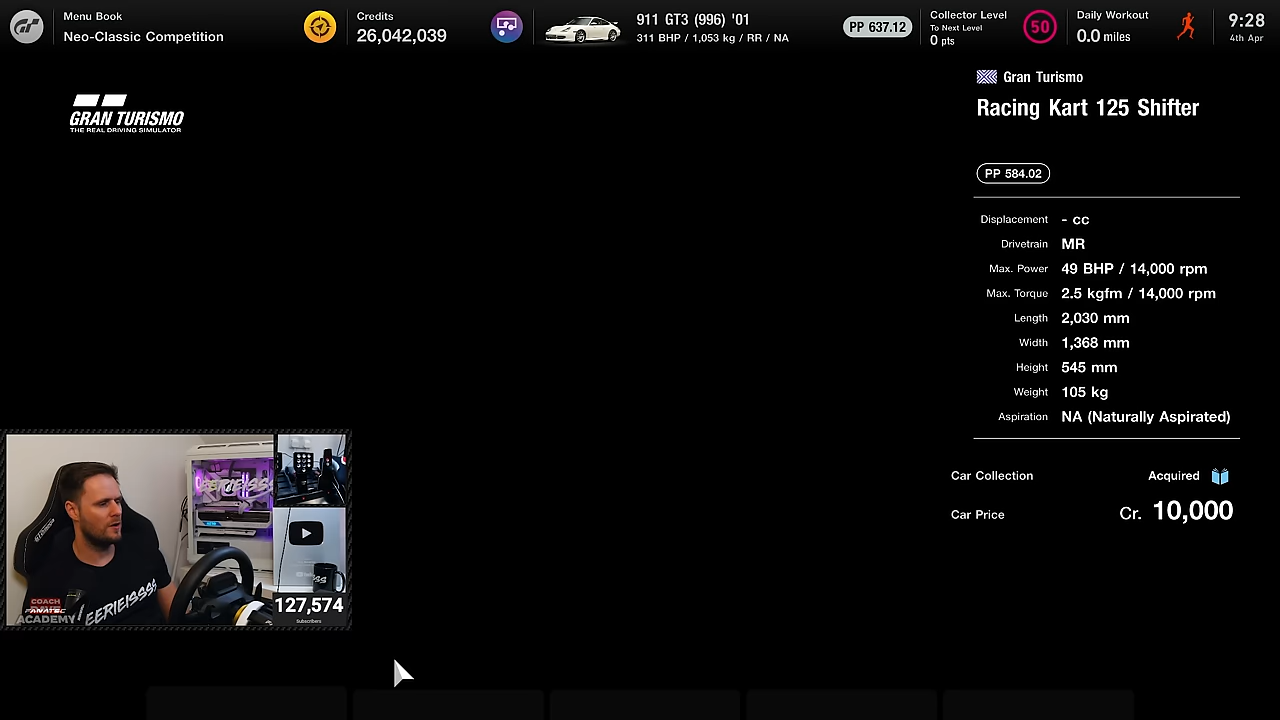 Menu Book
Neo-Classic Competition
Credits
26,042,039
911 GT3 (996) '01
311 BHP / 1,053 kg / RR / NA
PP 637.12
Collector Level
To Next Level
0 pts
50
Daily Workout
0.0 miles
9:28
4th Apr
GRAN TURISMO
THE REAL DRIVING SIMULATOR
Gran Turismo
Racing Kart 125 Shifter
PP 584.02
Displacement - cc
Drivetrain MR
Max. Power 49 BHP / 14,000 rpm
Max. Torque 2.5 kgfm / 14,000 rpm
Length 2,030 mm
Width 1,368 mm
Height 545 mm
Weight 105 kg
Aspiration NA (Naturally Aspirated)
Car Collection Acquired
Car Price Cr. 10,000
EERIEISSSS
COACH
FANATEC
ACADEMY
127,574
Subscribers